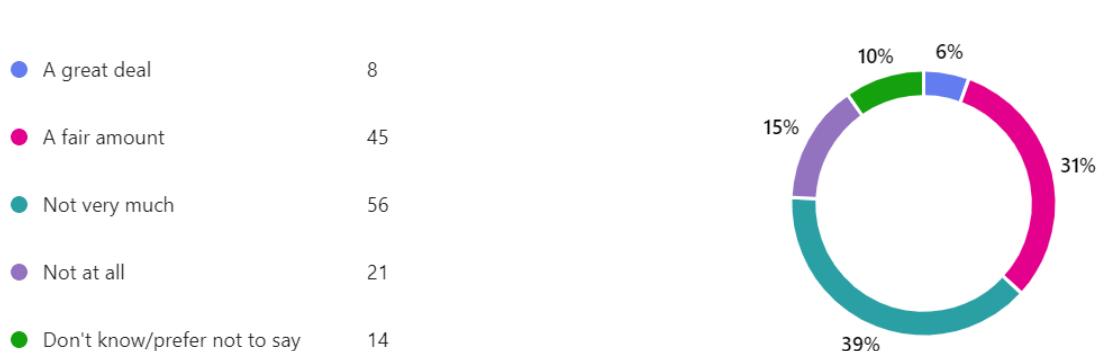 A great deal 8
A fair amount 45
Not very much 56
Not at all 21
Don't know/prefer not to say 14
10%
6%
15%
31%
39%